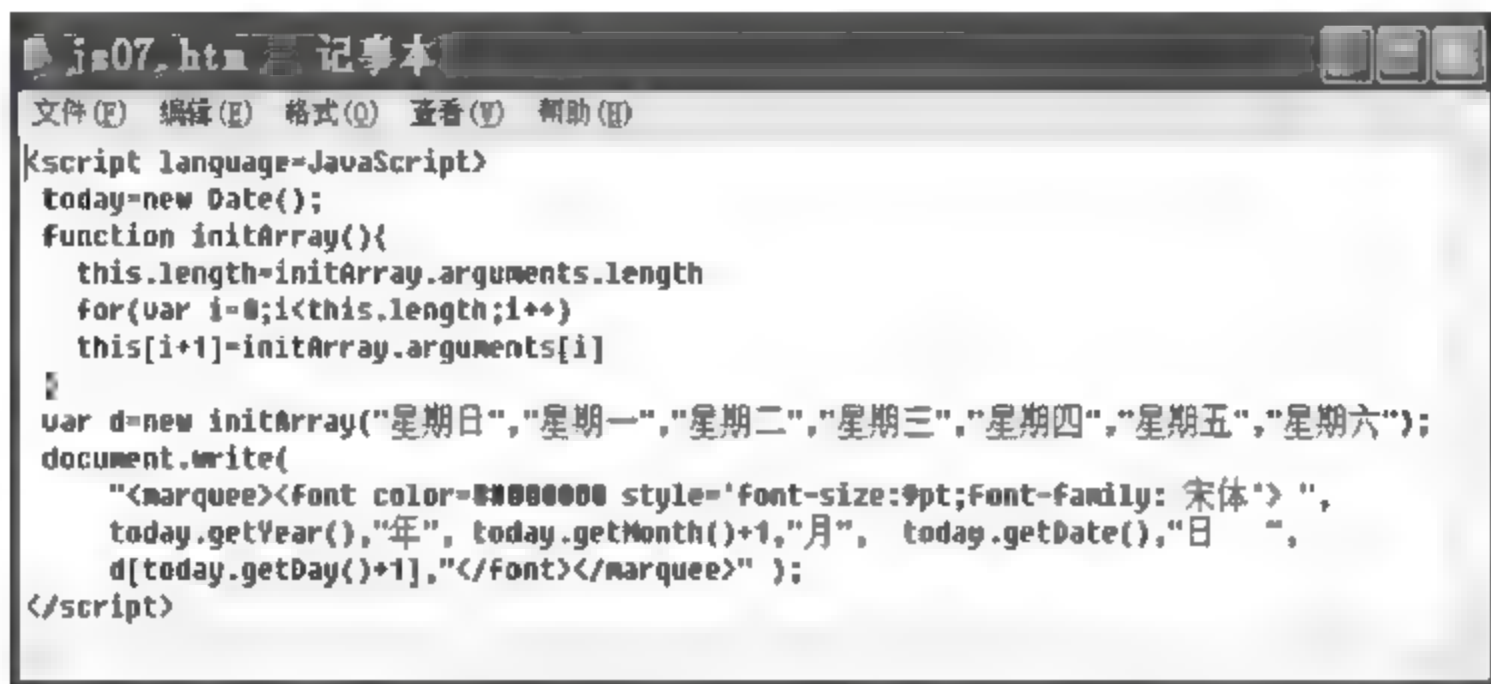 js07.htm 记事本
文件(F) 编辑(E) 格式(O) 查看(V) 帮助(H)
<script language=JavaScript>
today=new Date();
function initArray(){
this.length=initArray.arguments.length
for(var i=0;i<this.length;i++)
this[i+1]=initArray.arguments[i]
}
var d=new initArray("星期日","星期一","星期二","星期三","星期四","星期五","星期六");
document.write(
"<marquee><font color=##000000 style='font-size:9pt;font-family: 宋体'> ",
today.getYear(),"年", today.getMonth()+1,"月", today.getDate(),"日 ",
d[today.getDay()+1],"</font></marquee>" );
</script>